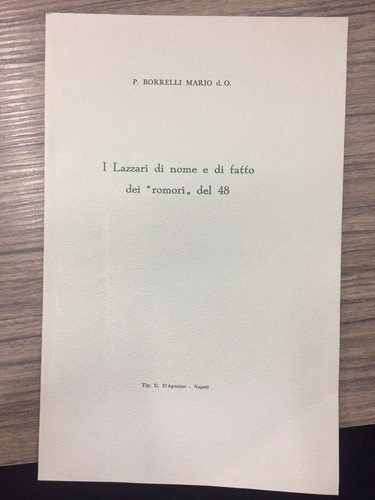 P. BORRELLI MARIO d. O.
I Lazzari di nome e di fatto
dei "romori„ del 48
Tip. G. D'Agostino - Napoli